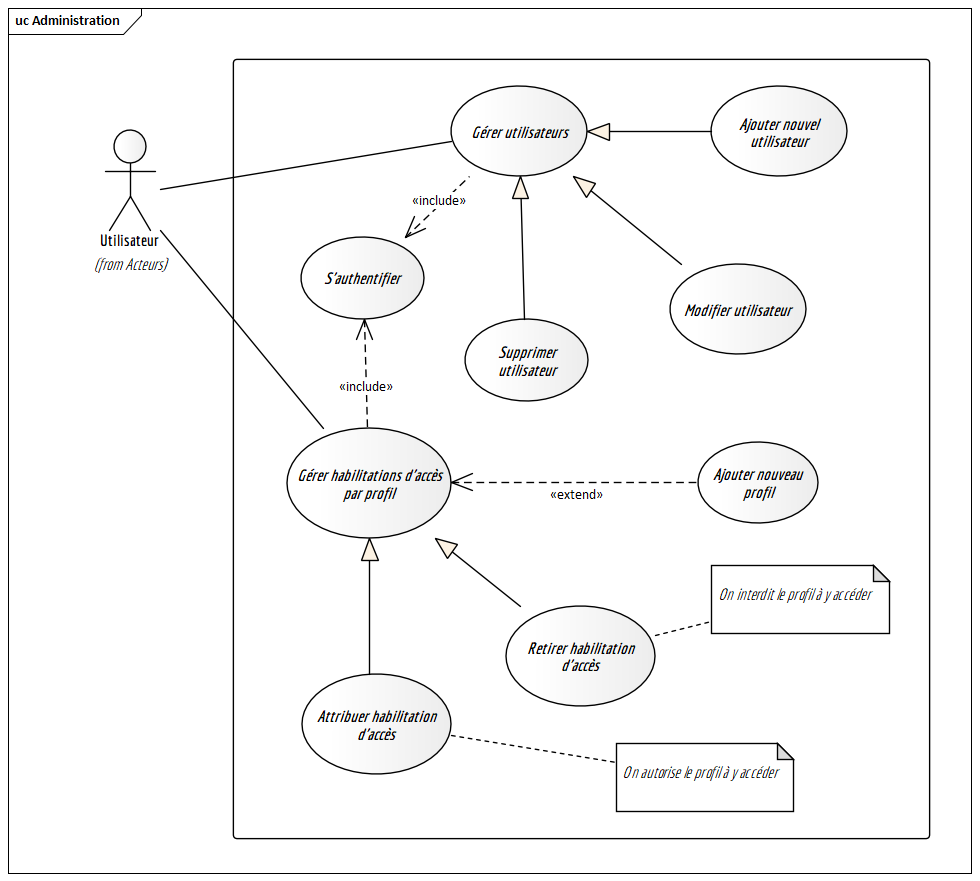 uc Administration
Gérer utilisateurs
Ajouter nouvel
utilisateur
«include»
Utilisateur
(from Acteurs)
S'authentifier
Modifier utilisateur
Supprimer
utilisateur
«include»
Gérer habilitations d'accès
par profil
«extend»
Ajouter nouveau
profil
On interdit le profil à y accéder
Retirer habilitation
d'accès
Attribuer habilitation
d'accès
On autorise le profil à y accéder